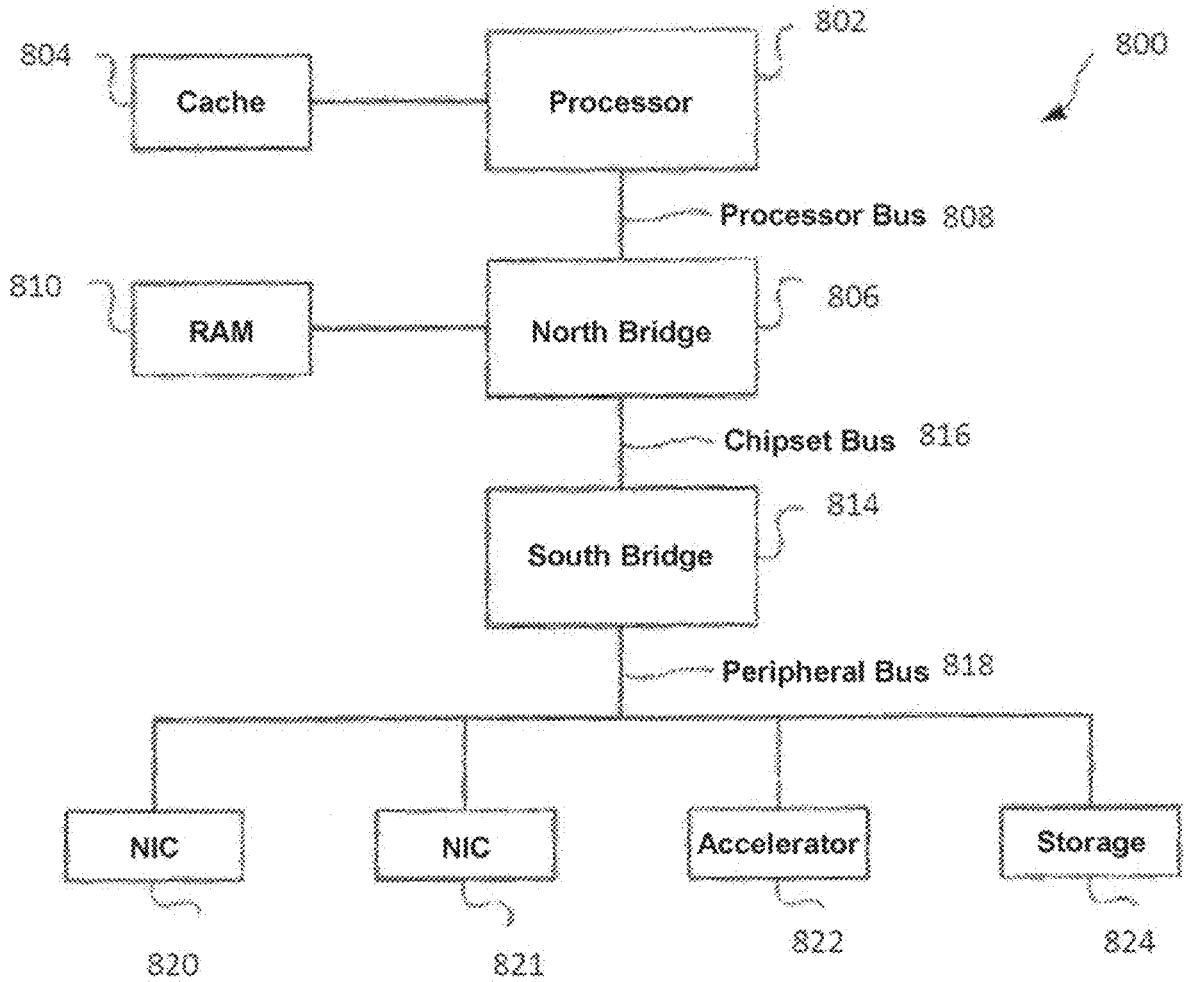 802
804
800
Cache
Processor
Processor Bus 808
810
806
RAM
North Bridge
Chipset Bus 816
814
South Bridge
Peripheral Bus 818
NIC
NIC
Accelerator
Storage
820
821
822
824